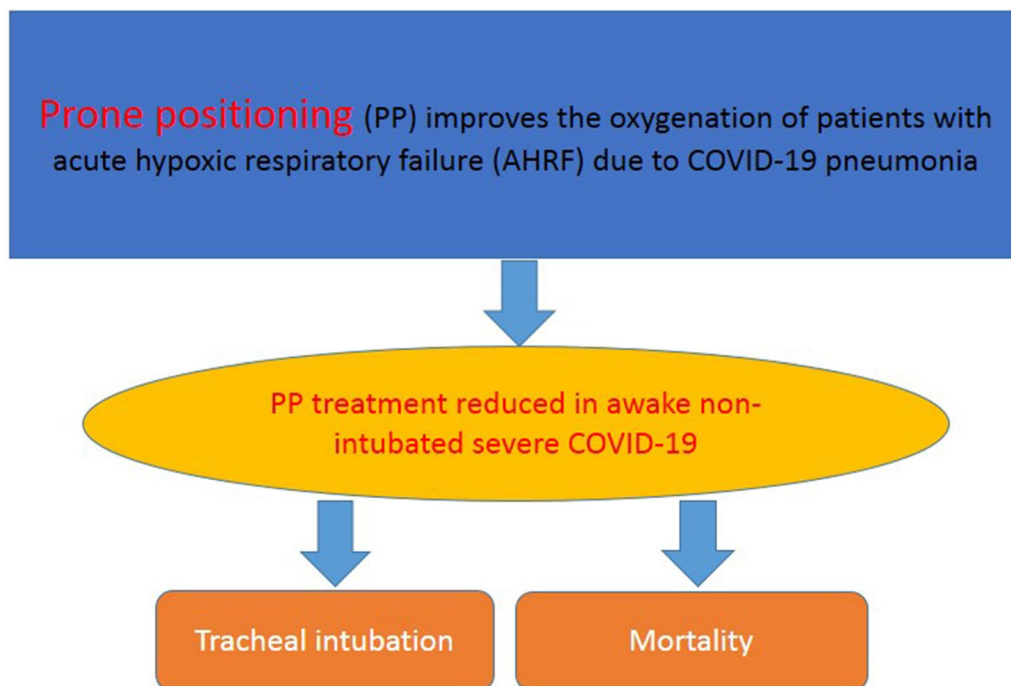 Prone positioning (PP) improves the oxygenation of patients with
acute hypoxic respiratory failure (AHRF) due to COVID-19 pneumonia
PP treatment reduced in awake non-
intubated severe COVID-19
Tracheal intubation
Mortality